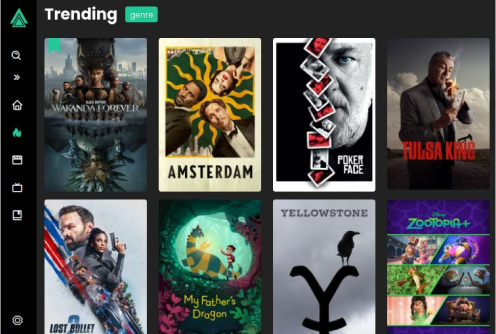 Trending
genre
BLACK PANTHER
WAKANDA FOREVER
AMSTERDAM
POKER
FACE
TULSA KING
LOST BULLET
2
My Father's
Dragon
YELLOWSTONE
Disney
ZOOTOPIA+